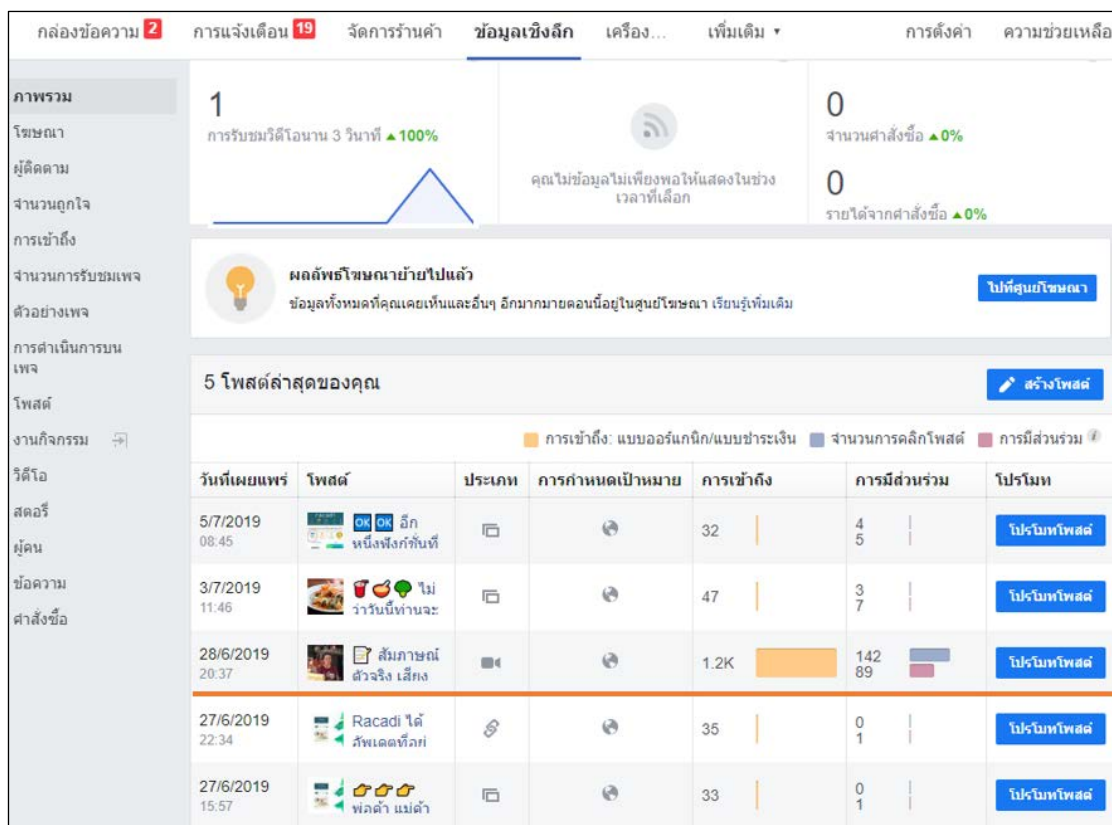 กล่องข้อความ 2 การแจ้งเตือน 19 จัดการร้านค้า ข้อมูลเชิงลึก เครื่อง... เพิ่มเติม ▾ การตั้งค่า ความช่วยเหลือ
ภาพรวม
โฆษณา
ผู้ติดตาม
จำนวนถูกใจ
การเข้าถึง
จำนวนการรับชมเพจ
ตัวอย่างเพจ
การดำเนินการบน
เพจ
โพสต์
งานกิจกรรม
วิดีโอ
สตอรี่
ผู้คน
ข้อความ
คำสั่งซื้อ
1
การรับชมวิดีโอนาน 3 วินาที ▲100%
คุณไม่ข้อมูลไม่เพียงพอให้แสดงในช่วง
เวลาที่เลือก
0
จำนวนคำสั่งซื้อ ▲0%
0
รายได้จากคำสั่งซื้อ ▲0%
ผลลัพธ์โฆษณาย้ายไปแล้ว
ข้อมูลทั้งหมดที่คุณเคยเห็นและอื่นๆ อีกมากมายตอนนี้อยู่ในศูนย์โฆษณา เรียนรู้เพิ่มเติม
ไปที่ศูนย์โฆษณา
5 โพสต์ล่าสุดของคุณ
สร้างโพสต์
การเข้าถึง: แบบออร์แกนิก/แบบชำระเงิน จำนวนการคลิกโพสต์ การมีส่วนร่วม i
วันที่เผยแพร่ โพสต์ ประเภท การกำหนดเป้าหมาย การเข้าถึง การมีส่วนร่วม โปรโมท
5/7/2019 🆗 🆗 อีก 32 4 โปรโมทโพสต์
08:45 หนึ่งฟังก์ชั่นที่ 5
3/7/2019 🥤🥣🥦 ไม่ 47 3 โปรโมทโพสต์
11:46 ว่าวันนี้ท่านจะ 7
28/6/2019 📝 สัมภาษณ์ 1.2K 142 โปรโมทโพสต์
20:37 ตัวจริง เสียง 89
27/6/2019 Racadi ได้ 35 0 โปรโมทโพสต์
22:34 อัพเดตที่อยู่ 1
27/6/2019 👉👉👉 33 0 โปรโมทโพสต์
15:57 พ่อค้า แม่ค้า 1